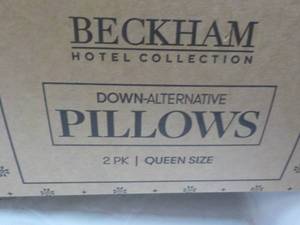 BECKHAM
HOTEL COLLECTION
DOWN-ALTERNATIVE
PILLOWS
2 PK | QUEEN SIZE